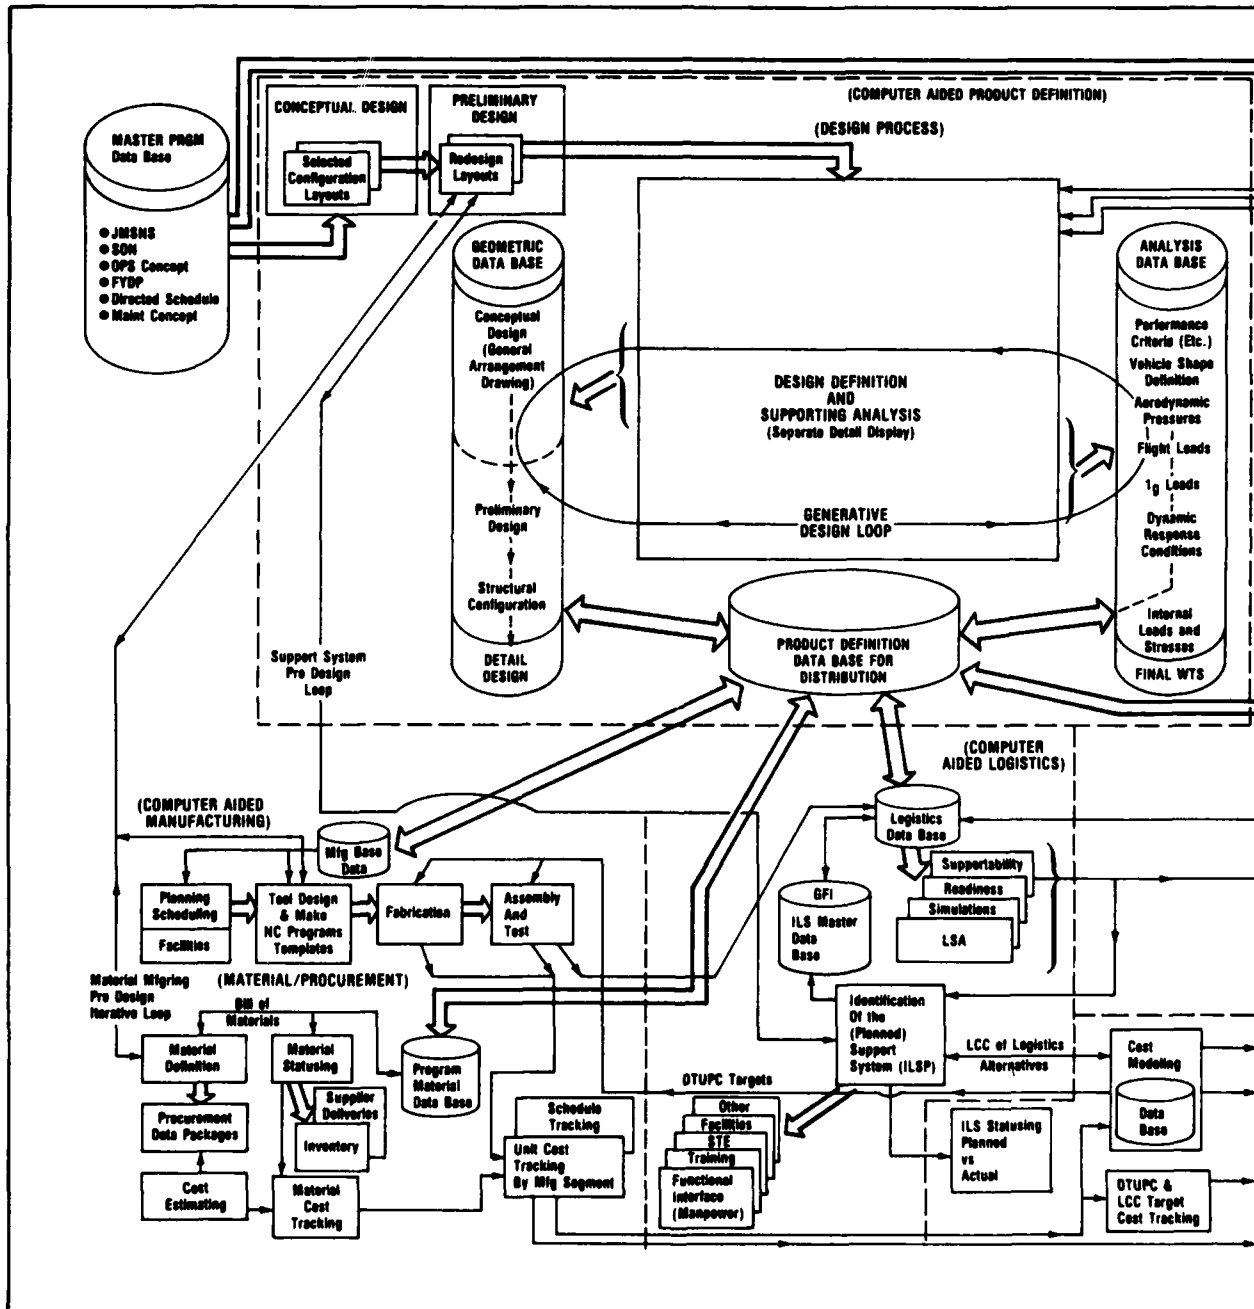 (COMPUTER AIDED PRODUCT DEFINITION)
(DESIGN PROCESS)
CONCEPTUAL DESIGN
Selected
Configuration
Layouts
PRELIMINARY
DESIGN
Redesign
Layouts
MASTER PRGM
Data Base
● JMSNS
● SON
● OPS Concept
● FYDP
● Directed Schedule
● Maint Concept
GEOMETRIC
DATA BASE
Conceptual
Design
(General
Arrangement
Drawing)
Preliminary
Design
Structural
Configuration
DETAIL
DESIGN
DESIGN DEFINITION
AND
SUPPORTING ANALYSIS
(Separate Detail Display)
GENERATIVE
DESIGN LOOP
ANALYSIS
DATA BASE
Performance
Criteria (Etc.)
Vehicle Shape
Definition
Aerodynamic
Pressures
Flight Loads
1g Loads
Dynamic
Response
Conditions
Internal
Loads and
Stresses
FINAL WTS
PRODUCT DEFINITION
DATA BASE FOR
DISTRIBUTION
Support System
Pro Design
Loop
(COMPUTER AIDED
MANUFACTURING)
Mfg Base
Data
Planning
Scheduling
Facilities
Tool Design
& Make
NC Programs
Templates
Fabrication
Assembly
And
Test
(COMPUTER
AIDED LOGISTICS)
Logistics
Data Base
Supportability
Readiness
Simulations
LSA
GFI
ILS Master
Data
Base
Material Mfgring
Pro Design
Iterative Loop
(MATERIAL/PROCUREMENT)
Bill of
Materials
Material
Definition
Material
Statusing
Procurement
Data Packages
Supplier
Deliveries
Inventory
Cost
Estimating
Material
Cost
Tracking
Program
Material
Data Base
Schedule
Tracking
Unit Cost
Tracking
By Mfg Segment
Identification
Of the
(Planned)
Support
System (ILSP)
DTUPC Targets
Other
Facilities
STE
Training
Functional
Interface
(Manpower)
LCC of Logistics
Alternatives
Cost
Modeling
Data
Base
ILS Statusing
Planned
vs
Actual
DTUPC &
LCC Target
Cost Tracking